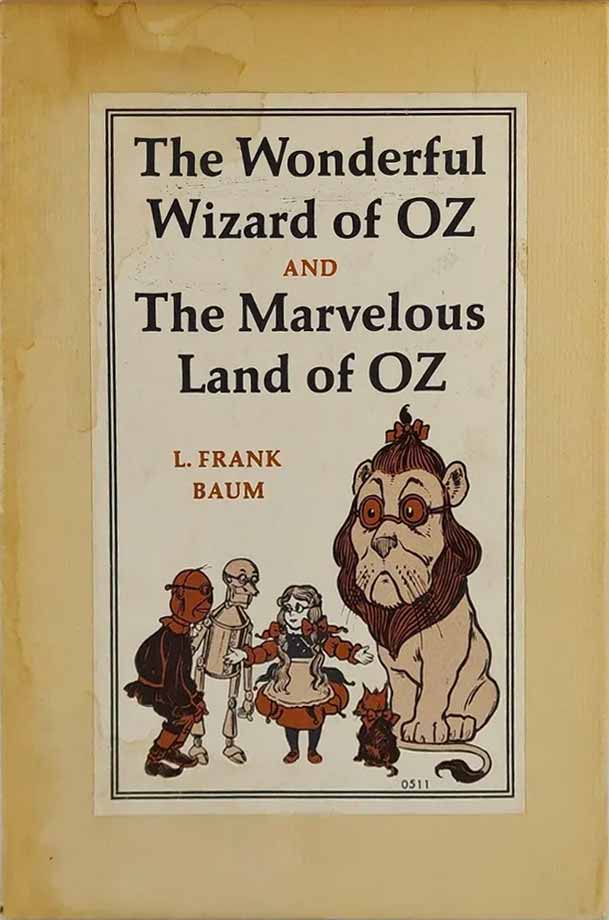 The Wonderful
Wizard of OZ
AND
The Marvelous
Land of OZ
L. FRANK
BAUM
0511